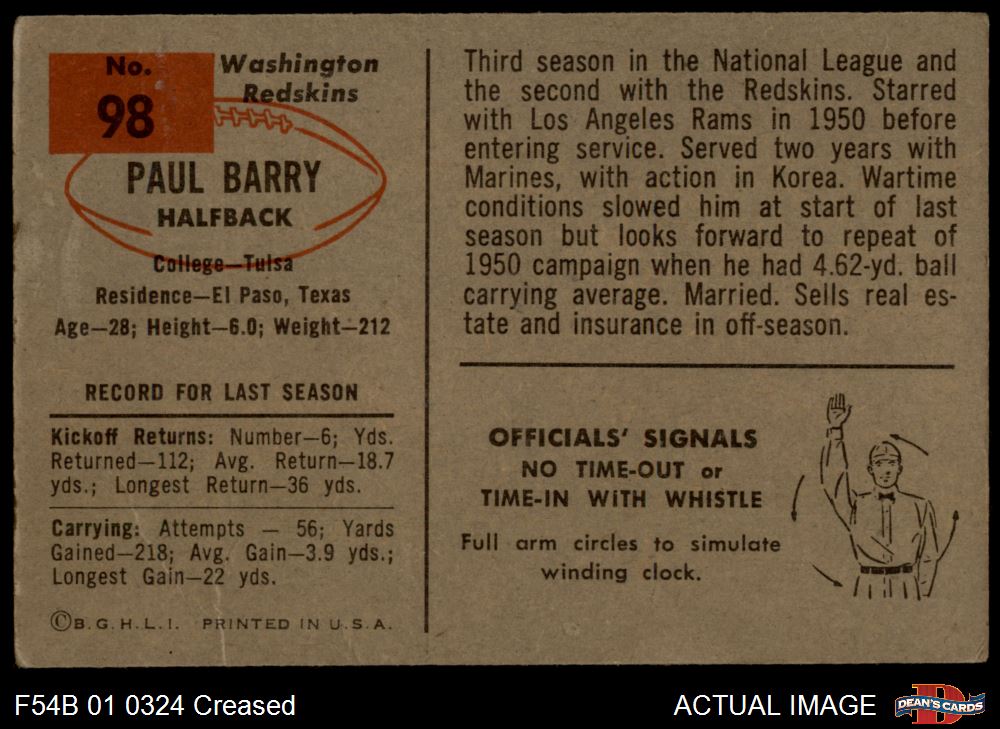 No.
98
Washington
Redskins
PAUL BARRY
HALFBACK
College—Tulsa
Residence—El Paso, Texas
Age—28; Height—6.0; Weight—212
RECORD FOR LAST SEASON
Kickoff Returns: Number—6; Yds.
Returned—112; Avg. Return—18.7
yds.; Longest Return—36 yds.
Carrying: Attempts — 56; Yards
Gained—218; Avg. Gain—3.9 yds.;
Longest Gain—22 yds.
©B.G.H.L.I. PRINTED IN U.S.A.
Third season in the National League and
the second with the Redskins. Starred
with Los Angeles Rams in 1950 before
entering service. Served two years with
Marines, with action in Korea. Wartime
conditions slowed him at start of last
season but looks forward to repeat of
1950 campaign when he had 4.62-yd. ball
carrying average. Married. Sells real es-
tate and insurance in off-season.
OFFICIALS' SIGNALS
NO TIME-OUT or
TIME-IN WITH WHISTLE
Full arm circles to simulate
winding clock.
F54B 01 0324 Creased
ACTUAL IMAGE
D
DEAN'S CARDS